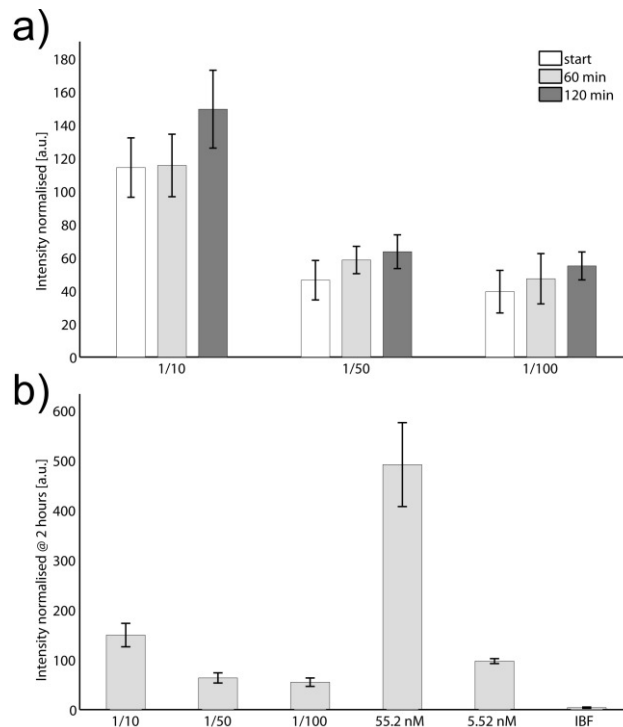 a)
Intensity normalised [a.u.]
180
160
140
120
100
80
60
40
20
0
start
60 min
120 min
1/10
1/50
1/100
b)
Intensity normalised @ 2 hours [a.u.]
600
500
400
300
200
100
0
1/10
1/50
1/100
55.2 nM
5.52 nM
IBF